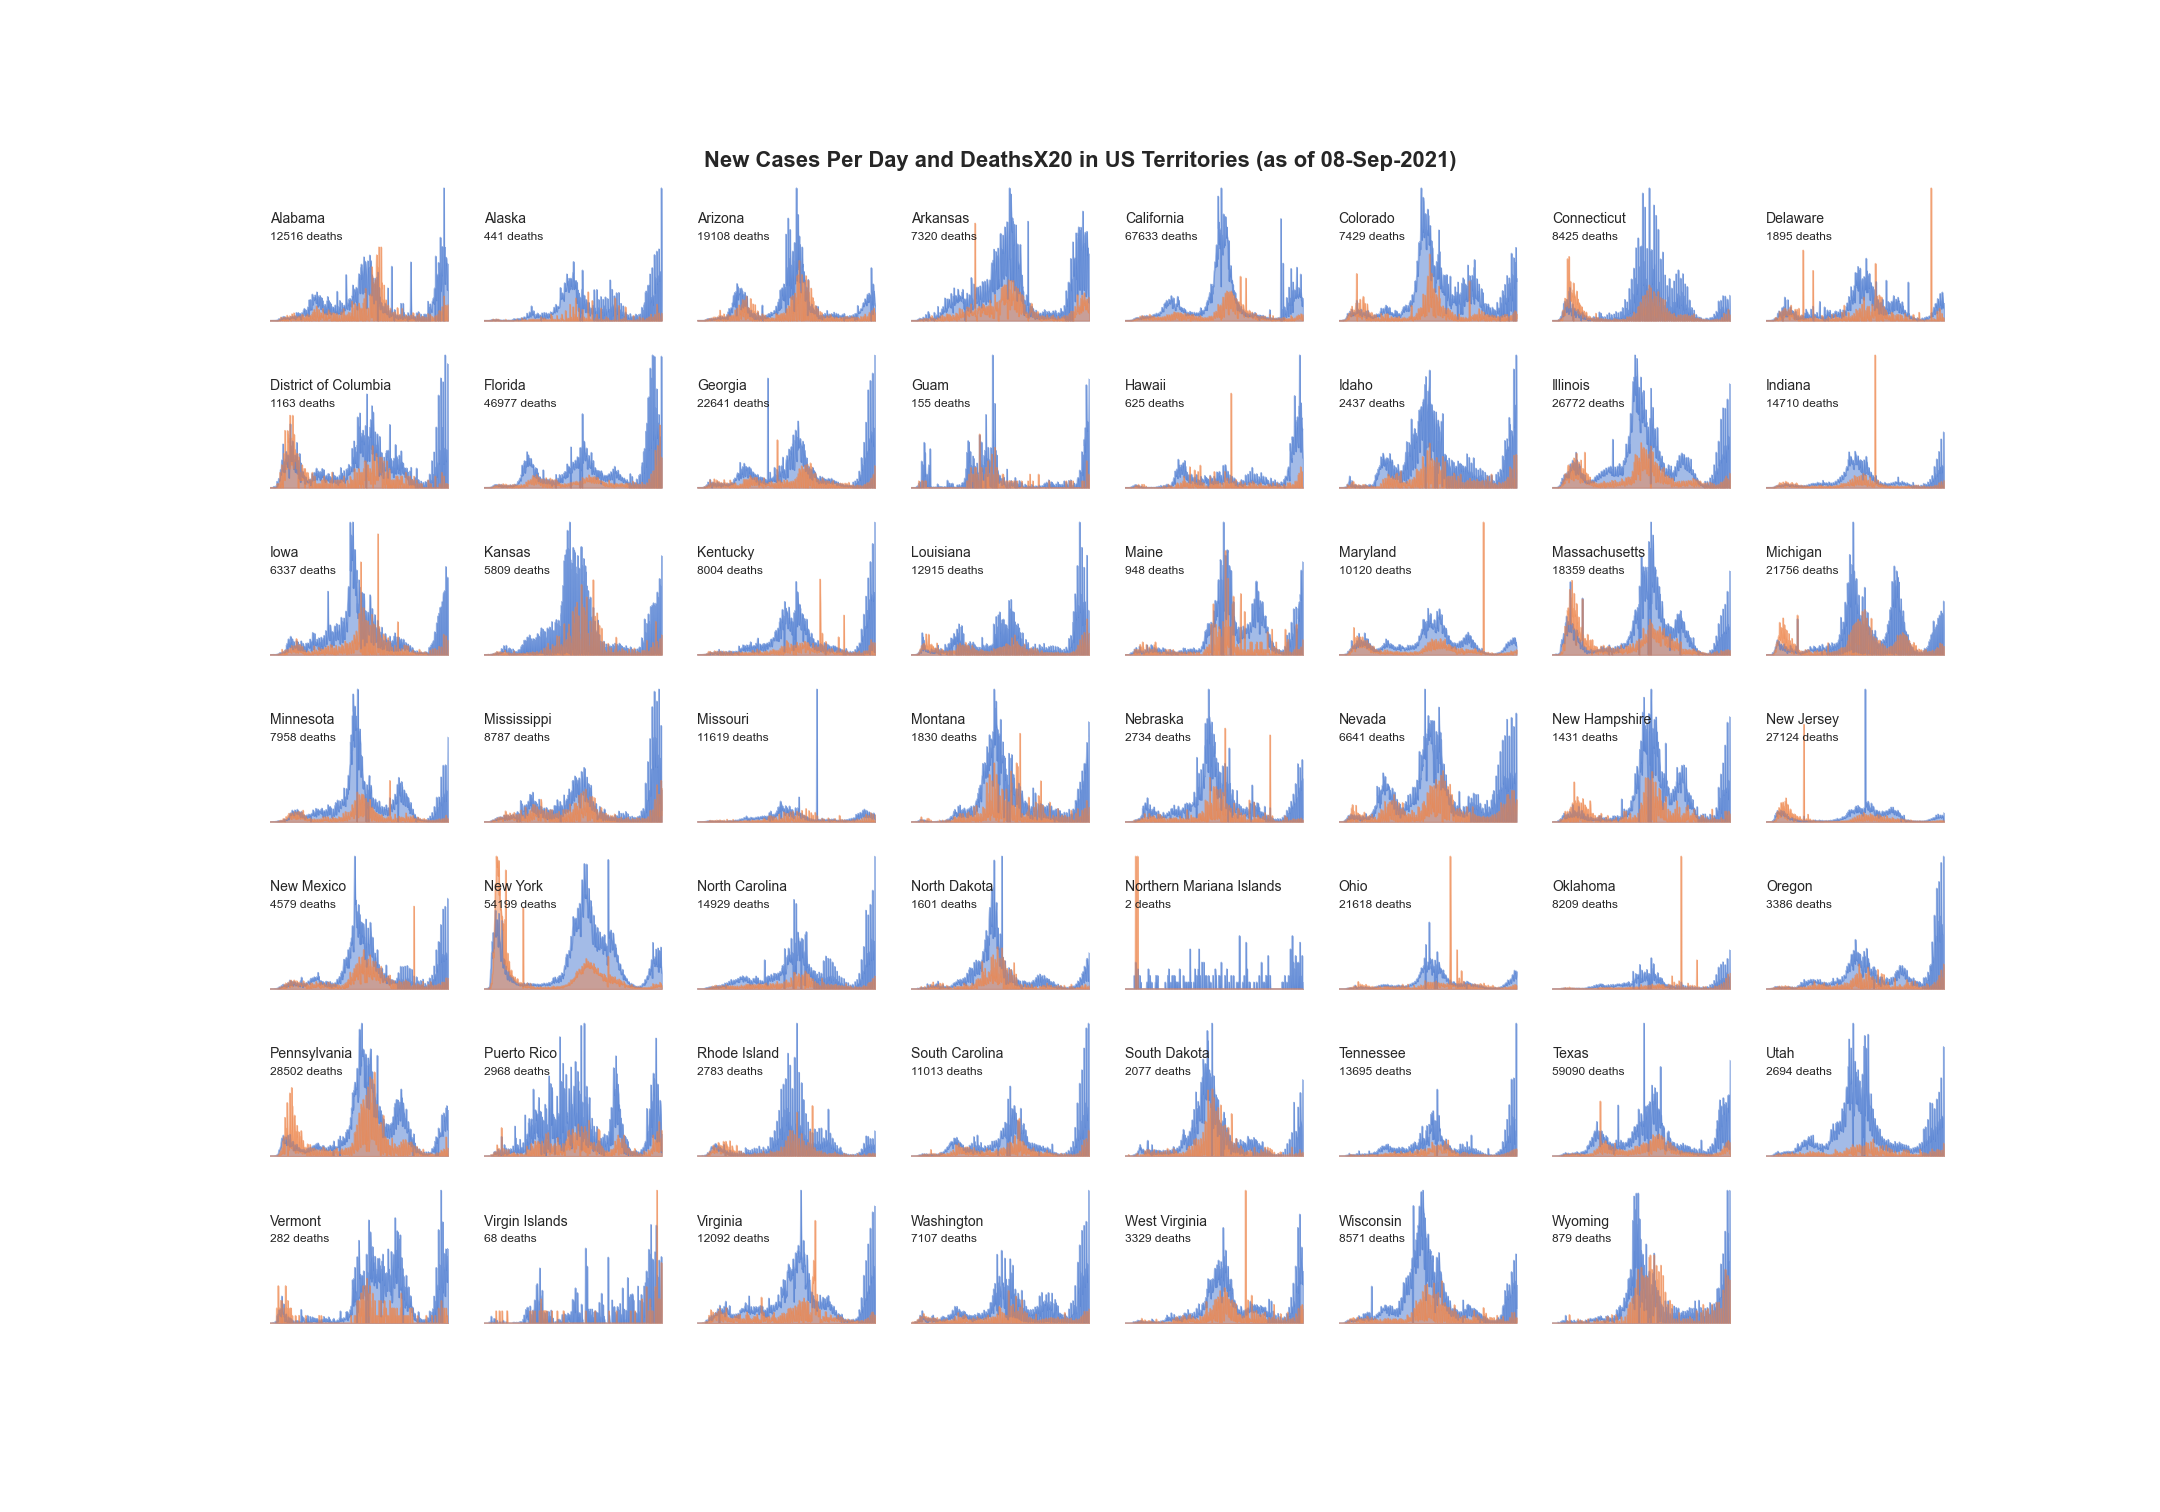 New Cases Per Day and DeathsX20 in US Territories (as of 08-Sep-2021)
Alabama
12516 deaths
Alaska
441 deaths
Arizona
19108 deaths
Arkansas
7320 deaths
California
67633 deaths
Colorado
7429 deaths
Connecticut
8425 deaths
Delaware
1895 deaths
District of Columbia
1163 deaths
Florida
46977 deaths
Georgia
22641 deaths
Guam
155 deaths
Hawaii
625 deaths
Idaho
2437 deaths
Illinois
26772 deaths
Indiana
14710 deaths
Iowa
6337 deaths
Kansas
5809 deaths
Kentucky
8004 deaths
Louisiana
12915 deaths
Maine
948 deaths
Maryland
10120 deaths
Massachusetts
18359 deaths
Michigan
21756 deaths
Minnesota
7958 deaths
Mississippi
8787 deaths
Missouri
11619 deaths
Montana
1830 deaths
Nebraska
2734 deaths
Nevada
6641 deaths
New Hampshire
1431 deaths
New Jersey
27124 deaths
New Mexico
4579 deaths
New York
54199 deaths
North Carolina
14929 deaths
North Dakota
1601 deaths
Northern Mariana Islands
2 deaths
Ohio
21618 deaths
Oklahoma
8209 deaths
Oregon
3386 deaths
Pennsylvania
28502 deaths
Puerto Rico
2968 deaths
Rhode Island
2783 deaths
South Carolina
11013 deaths
South Dakota
2077 deaths
Tennessee
13695 deaths
Texas
59090 deaths
Utah
2694 deaths
Vermont
282 deaths
Virgin Islands
68 deaths
Virginia
12092 deaths
Washington
7107 deaths
West Virginia
3329 deaths
Wisconsin
8571 deaths
Wyoming
879 deaths